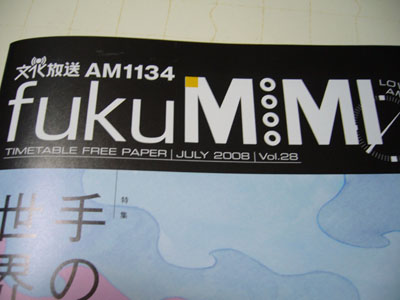 文化放送 AM1134
fukuMiMI
TIMETABLE FREE PAPER | JULY 2008 | Vol.28
特集
手の
世界